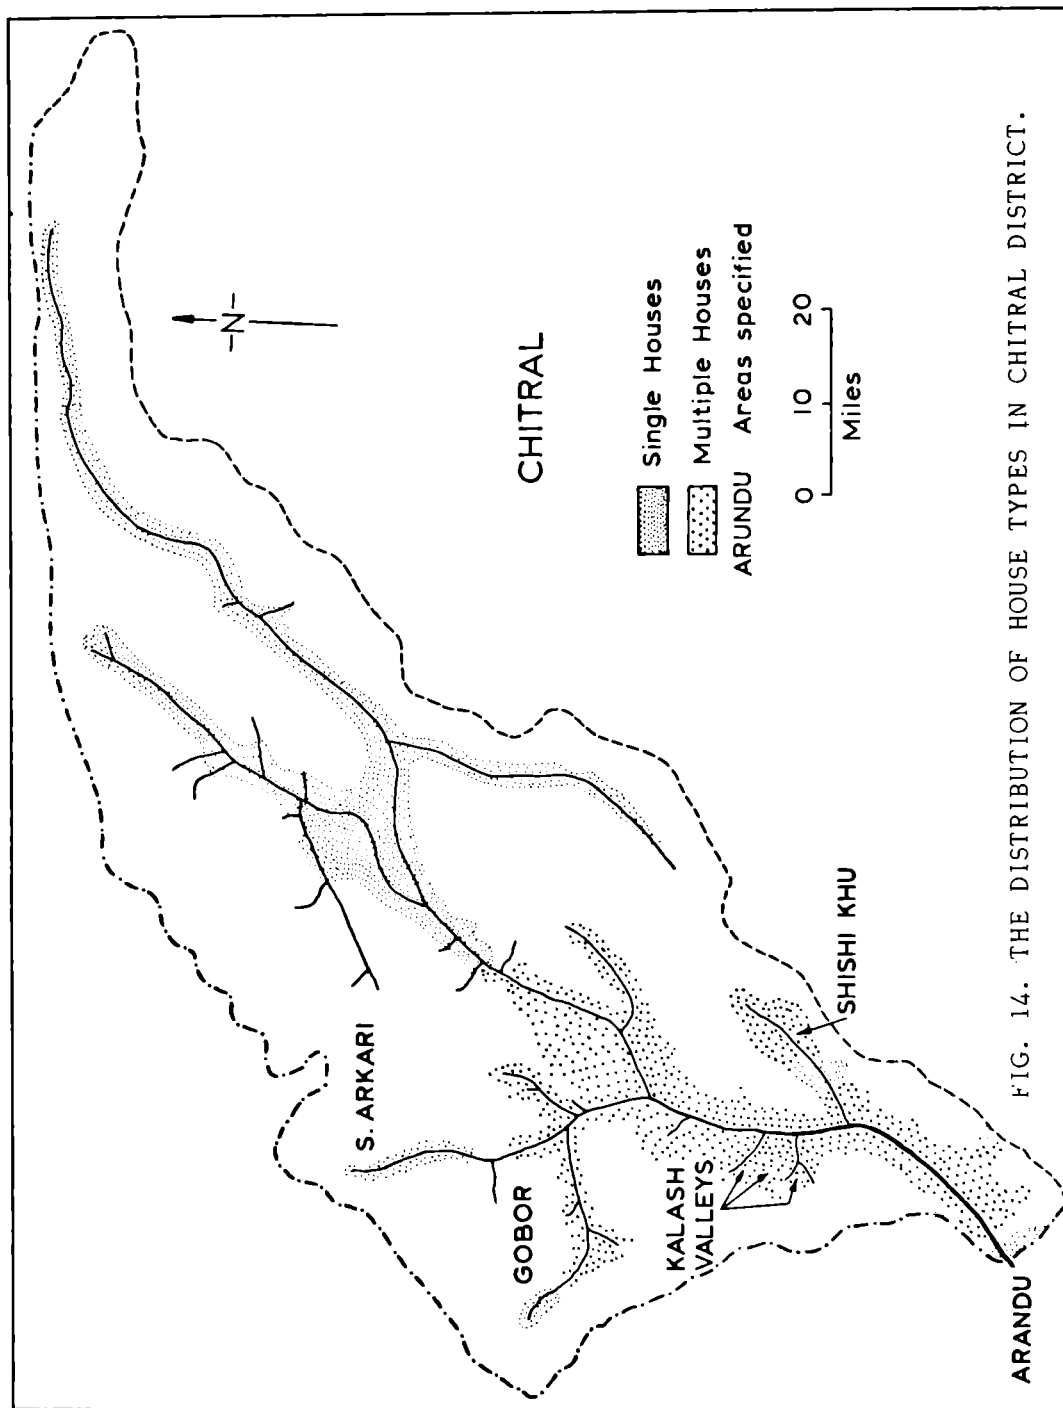 -N-
CHITRAL
Single Houses
Multiple Houses
ARUNDU Areas specified
0 10 20
Miles
S. ARKARI
GOBOR
KALASH
VALLEYS
SHISHI KHU
ARANDU
FIG. 14. THE DISTRIBUTION OF HOUSE TYPES IN CHITRAL DISTRICT.